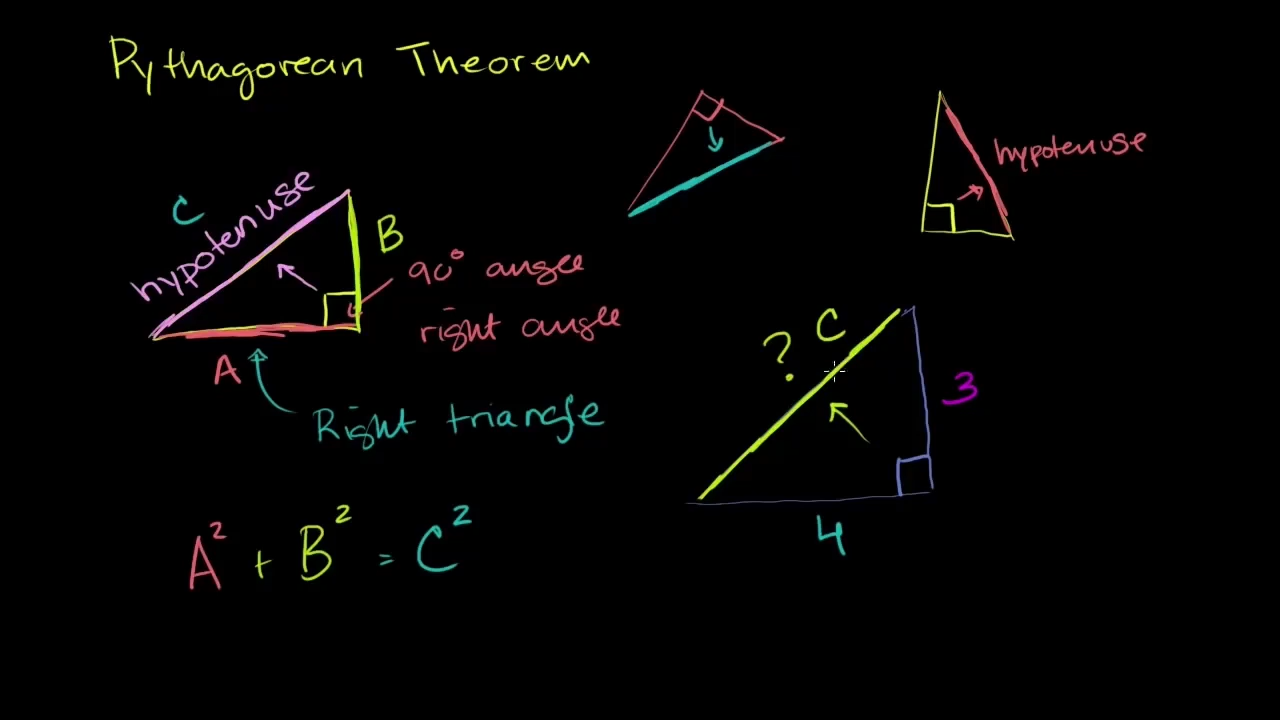 Pythagorean Theorem
hypotenuse
C
hypotenuse
B
90° angle
right angle
A
Right triangle
? C
3
4
A² + B² = C²